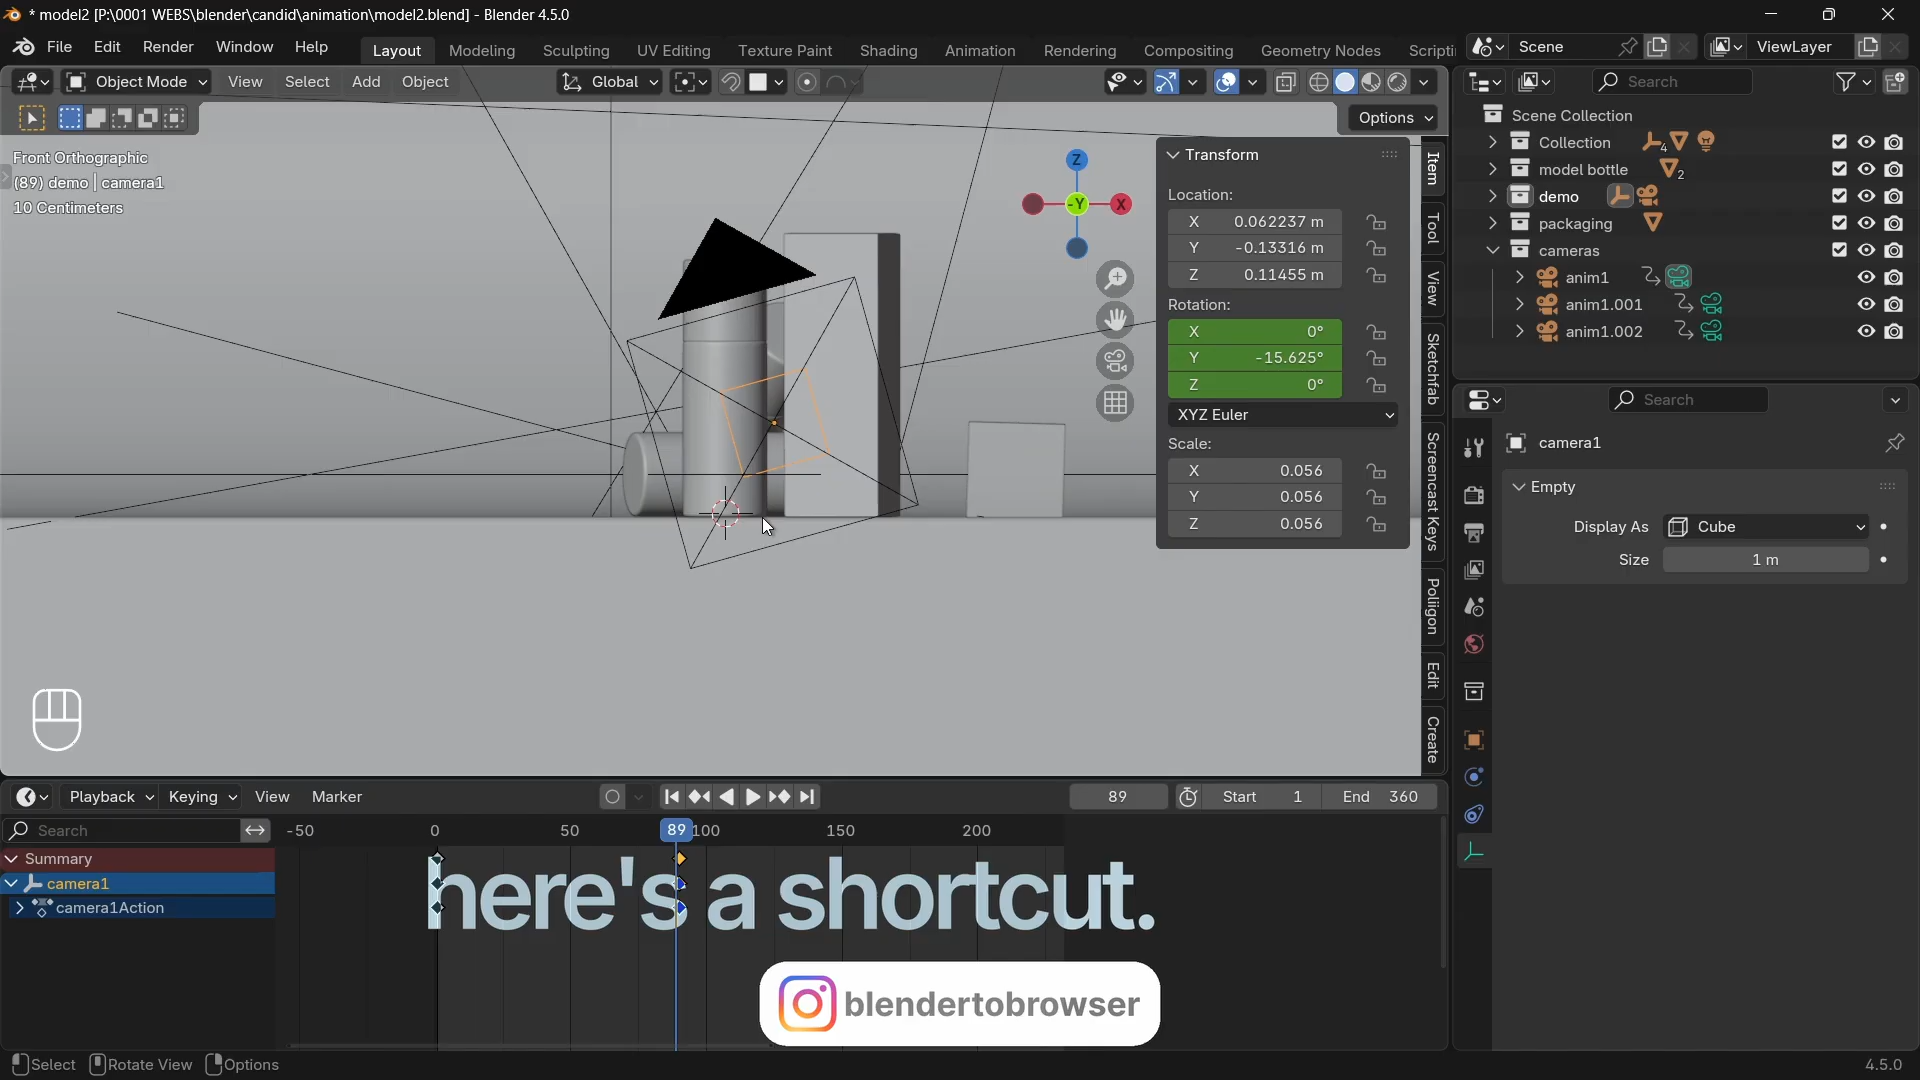 * model2 [P:\0001 WEBS\blender\candid\animation\model2.blend] - Blender 4.5.0
File Edit Render Window Help
Layout Modeling Sculpting UV Editing Texture Paint Shading Animation Rendering Compositing Geometry Nodes Scripti
Scene
ViewLayer
Object Mode View Select Add Object
Global
Search
Options
Front Orthographic
(89) demo | camera1
10 Centimeters
Z
-Y
X
Transform
Location:
X 0.062237 m
Y -0.13316 m
Z 0.11455 m
Rotation:
X 0°
Y -15.625°
Z 0°
XYZ Euler
Scale:
X 0.056
Y 0.056
Z 0.056
Item
Tool
View
Sketchfab
Screencast Keys
Poliigon
Edit
Create
Scene Collection
Collection 4
model bottle 2
demo
packaging
cameras
anim1
anim1.001
anim1.002
Search
camera1
Empty
Display As Cube
Size 1 m
Playback Keying View Marker
89
Start 1
End 360
Search
-50 0 50 89 100 150 200
Summary
camera1
camera1Action
here's a shortcut.
blendertobrowser
Select Rotate View Options
4.5.0